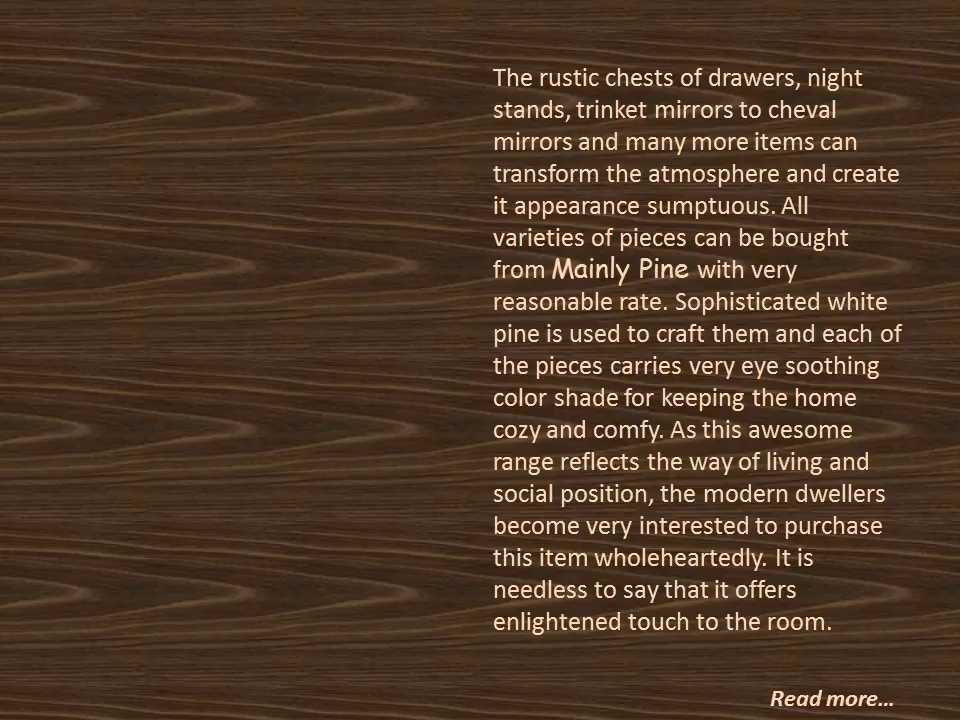 The rustic chests of drawers, night
stands, trinket mirrors to cheval
mirrors and many more items can
transform the atmosphere and create
it appearance sumptuous. All
varieties of pieces can be bought
from Mainly Pine with very
reasonable rate. Sophisticated white
pine is used to craft them and each of
the pieces carries very eye soothing
color shade for keeping the home
cozy and comfy. As this awesome
range reflects the way of living and
social position, the modern dwellers
become very interested to purchase
this item wholeheartedly. It is
needless to say that it offers
enlightened touch to the room.
Read more...